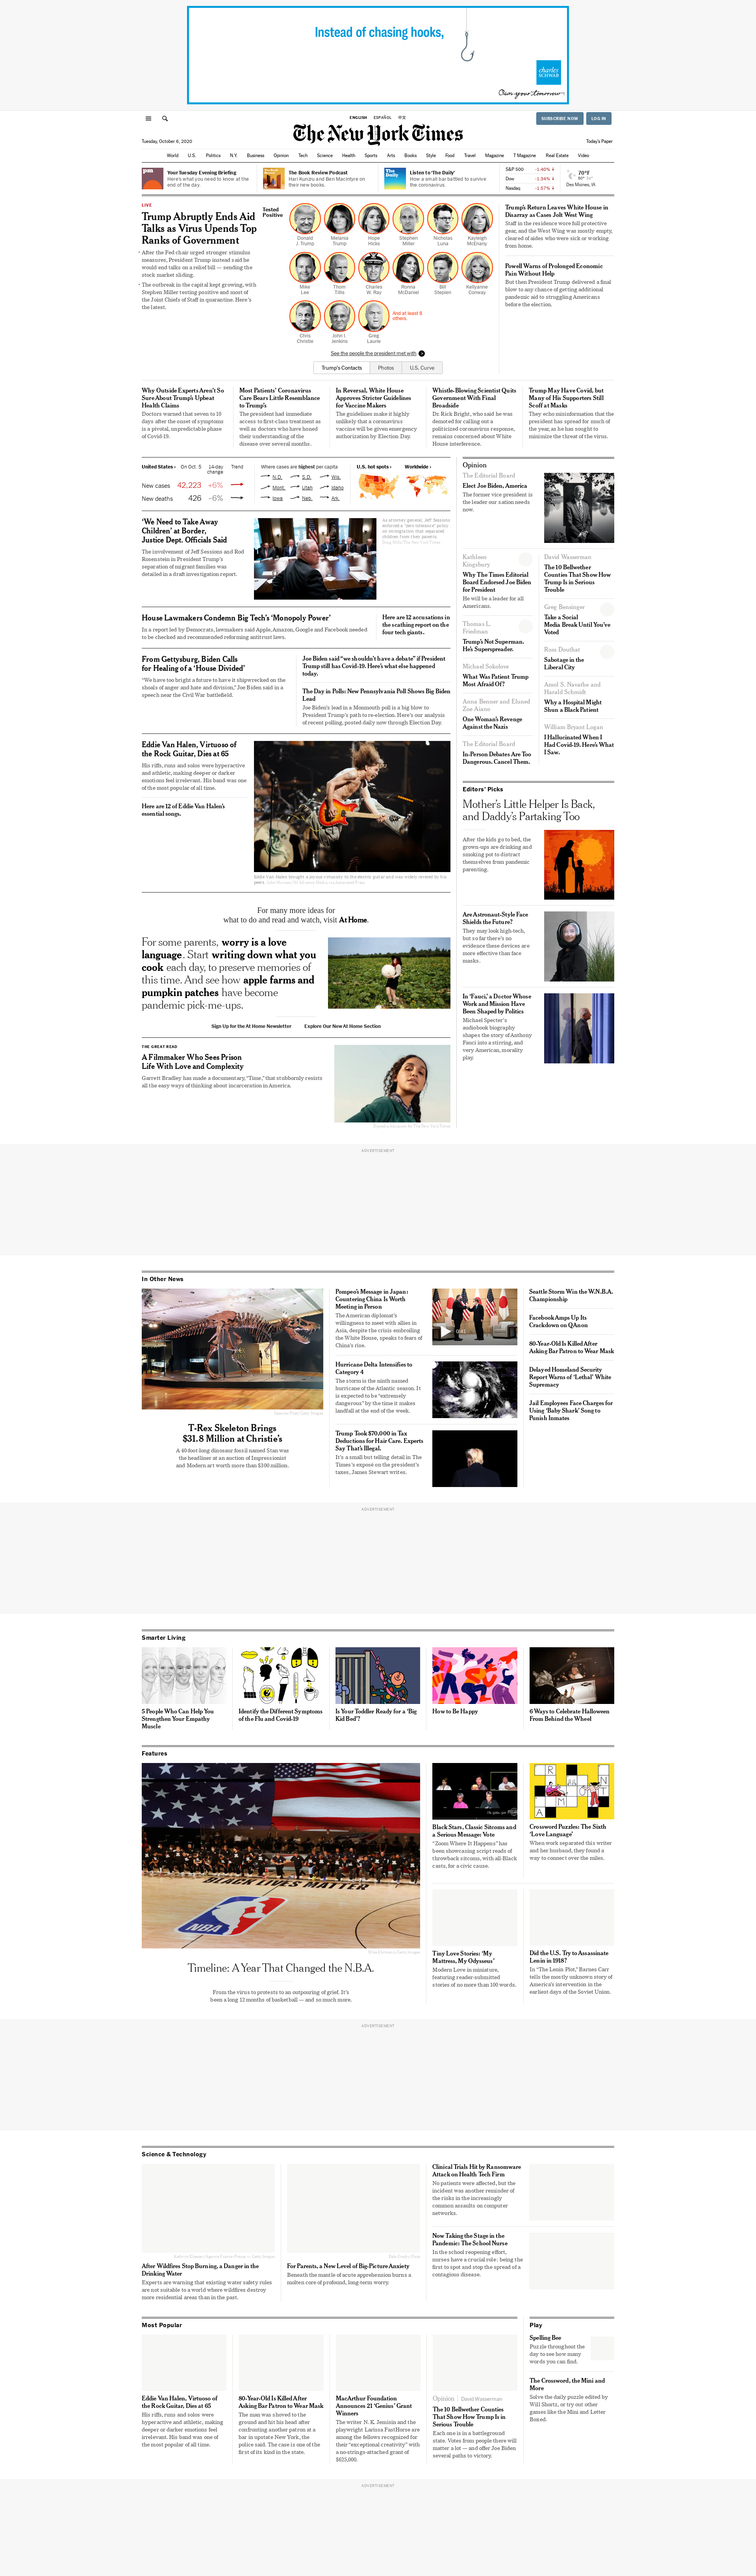 Instead of chasing hooks,
charles SCHWAB
Own your tomorrow
ENGLISH ESPAÑOL 中文
SUBSCRIBE NOW LOG IN
The New York Times
Tuesday, October 6, 2020
Today's Paper
World U.S. Politics N.Y. Business Opinion Tech Science Health Sports Arts Books Style Food Travel Magazine T Magazine Real Estate Video
Your Tuesday Evening Briefing
Here's what you need to know at the
end of the day.
The Book Review Podcast
Hari Kunzru and Ben Macintyre on
their new books.
Listen to 'The Daily'
How a small bar battled to survive
the coronavirus.
S&P 500 -1.40%
Dow -1.34%
Nasdaq -1.57%
70°F
Des Moines, IA
LIVE
Trump Abruptly Ends Aid
Talks as Virus Upends Top
Ranks of Government
After the Fed chair urged stronger stimulus
measures, President Trump instead said he
would end talks on a relief bill — sending the
stock market sliding.
The outbreak in the capital kept growing, with
Stephen Miller testing positive and most of
the Joint Chiefs of Staff in quarantine. Here's
the latest.
Tested
Positive
Donald
J. Trump
Melania
Trump
Hope
Hicks
Stephen
Miller
Nicholas
Luna
Kayleigh
McEnany
Mike
Lee
Thom
Tillis
Charles
W. Ray
Ronna
McDaniel
Bill
Stepien
Kellyanne
Conway
Chris
Christie
John I.
Jenkins
Greg
Laurie
And at least 8
others.
See the people the president met with
Trump's Contacts Photos U.S. Curve
Trump's Return Leaves White House in
Disarray as Cases Jolt West Wing
Staff in the residence wore full protective
gear, and the West Wing was mostly empty,
cleared of aides who were sick or working
from home.
Powell Warns of Prolonged Economic
Pain Without Help
But then President Trump delivered a final
blow to any chance of getting additional
pandemic aid to struggling Americans
before the election.
Why Outside Experts Aren't So
Sure About Trump's Upbeat
Health Claims
Doctors warned that seven to 10
days after the onset of symptoms
is a pivotal, unpredictable phase
of Covid-19.
Most Patients' Coronavirus
Care Bears Little Resemblance
to Trump's
The president had immediate
access to first-class treatment as
well as doctors who have honed
their understanding of the
disease over several months.
In Reversal, White House
Approves Stricter Guidelines
for Vaccine Makers
The guidelines make it highly
unlikely that a coronavirus
vaccine will be given emergency
authorization by Election Day.
Whistle-Blowing Scientist Quits
Government With Final
Broadside
Dr. Rick Bright, who said he was
demoted for calling out a
politicized coronavirus response,
remains concerned about White
House interference.
Trump May Have Covid, but
Many of His Supporters Still
Scoff at Masks
They echo misinformation that the
president has spread for much of
the year, as he has sought to
minimize the threat of the virus.
United States › On Oct. 5 14-day change Trend
New cases 42,223 +6%
New deaths 426 −6%
Where cases are highest per capita
N.D. S.D. Wis.
Mont. Utah Idaho
Iowa Neb. Ark.
U.S. hot spots › Worldwide ›
'We Need to Take Away
Children' at Border,
Justice Dept. Officials Said
The involvement of Jeff Sessions and Rod
Rosenstein in President Trump's
separation of migrant families was
detailed in a draft investigation report.
As attorney general, Jeff Sessions
enforced a "zero tolerance" policy
on immigration that separated
children from their parents.
Doug Mills/The New York Times
House Lawmakers Condemn Big Tech's 'Monopoly Power'
In a report led by Democrats, lawmakers said Apple, Amazon, Google and Facebook needed
to be checked and recommended reforming antitrust laws.
Here are 12 accusations in
the scathing report on the
four tech giants.
From Gettysburg, Biden Calls
for Healing of a 'House Divided'
"We have too bright a future to have it shipwrecked on the
shoals of anger and hate and division," Joe Biden said in a
speech near the Civil War battlefield.
Joe Biden said "we shouldn't have a debate" if President
Trump still has Covid-19. Here's what else happened
today.
The Day in Polls: New Pennsylvania Poll Shows Big Biden
Lead
Joe Biden's lead in a Monmouth poll is a big blow to
President Trump's path to re-election. Here's our analysis
of recent polling, posted daily now through Election Day.
Eddie Van Halen, Virtuoso of
the Rock Guitar, Dies at 65
His riffs, runs and solos were hyperactive
and athletic, making deeper or darker
emotions feel irrelevant. His band was one
of the most popular of all time.
Here are 12 of Eddie Van Halen's
essential songs.
Eddie Van Halen brought a joyous virtuosity to the electric guitar and was widely revered by his
peers.
For many more ideas for
what to do and read and watch, visit At Home.
For some parents, worry is a love
language. Start writing down what you
cook each day, to preserve memories of
this time. And see how apple farms and
pumpkin patches have become
pandemic pick-me-ups.
Sign Up for the At Home Newsletter Explore Our New At Home Section
THE GREAT READ
A Filmmaker Who Sees Prison
Life With Love and Complexity
Garrett Bradley has made a documentary, "Time," that stubbornly resists
all the easy ways of thinking about incarceration in America.
Opinion
The Editorial Board
Elect Joe Biden, America
The former vice president is
the leader our nation needs
now.
Kathleen
Kingsbury
Why The Times Editorial
Board Endorsed Joe Biden
for President
He will be a leader for all
Americans.
Thomas L.
Friedman
Trump's Not Superman.
He's Superspreader.
Michael Sokolove
What Was Patient Trump
Most Afraid Of?
Anna Bonner and Elured
Zoe Aiano
One Woman's Revenge
Against the Nazis
The Editorial Board
In-Person Debates Are Too
Dangerous. Cancel Them.
David Wasserman
The 10 Bellwether
Counties That Show How
Trump Is in Serious
Trouble
Greg Bensinger
Take a Social
Media Break Until You've
Voted
Ross Douthat
Sabotage in the
Liberal City
Amol S. Navathe and
Harald Schmidt
Why a Hospital Might
Shun a Black Patient
William Bryant Logan
I Hallucinated When I
Had Covid-19. Here's What
I Saw.
Editors' Picks
Mother's Little Helper Is Back,
and Daddy's Partaking Too
After the kids go to bed, the
grown-ups are drinking and
smoking pot to distract
themselves from pandemic
parenting.
Are Astronaut-Style Face
Shields the Future?
They may look high-tech,
but so far there's no
evidence these devices are
more effective than face
masks.
In 'Fauci,' a Doctor Whose
Work and Mission Have
Been Shaped by Politics
Michael Specter's
audiobook biography
shapes the story of Anthony
Fauci into a stirring, and
very American, morality
play.
ADVERTISEMENT
In Other News
T-Rex Skeleton Brings
$31.8 Million at Christie's
A 40-foot-long dinosaur fossil named Stan was
the headliner at an auction of Impressionist
and Modern art worth more than $300 million.
Pompeo's Message in Japan:
Countering China Is Worth
Meeting in Person
The American diplomat's
willingness to meet with allies in
Asia, despite the crisis embroiling
the White House, speaks to fears of
China's rise.
Hurricane Delta Intensifies to
Category 4
The storm is the ninth named
hurricane of the Atlantic season. It
is expected to be "extremely
dangerous" by the time it makes
landfall at the end of the week.
Trump Took $70,000 in Tax
Deductions for Hair Care. Experts
Say That's Illegal.
It's a small but telling detail in The
Times's exposé on the president's
taxes, James Stewart writes.
Seattle Storm Win the W.N.B.A.
Championship
Facebook Amps Up Its
Crackdown on QAnon
80-Year-Old Is Killed After
Asking Bar Patron to Wear Mask
Delayed Homeland Security
Report Warns of 'Lethal' White
Supremacy
Jail Employees Face Charges for
Using 'Baby Shark' Song to
Punish Inmates
ADVERTISEMENT
Smarter Living
5 People Who Can Help You
Strengthen Your Empathy
Muscle
Identify the Different Symptoms
of the Flu and Covid-19
Is Your Toddler Ready for a 'Big
Kid Bed'?
How to Be Happy
6 Ways to Celebrate Halloween
From Behind the Wheel
Features
BLACK LIVES MATTER
Timeline: A Year That Changed the N.B.A.
From the virus to protests to an outpouring of grief. It's
been a long 12 months of basketball — and so much more.
Black Stars, Classic Sitcoms and
a Serious Message: Vote
"Zoom Where It Happens" has
been showcasing script reads of
throwback sitcoms, with all-Black
casts, for a civic cause.
Crossword Puzzles: The Sixth
'Love Language'
When work separated this writer
and her husband, they found a
way to connect over the miles.
Tiny Love Stories: 'My
Mattress, My Odysseus'
Modern Love in miniature,
featuring reader-submitted
stories of no more than 100 words.
Did the U.S. Try to Assassinate
Lenin in 1918?
In "The Lenin Plot," Barnes Carr
tells the mostly unknown story of
America's intervention in the
earliest days of the Soviet Union.
ADVERTISEMENT
Science & Technology
After Wildfires Stop Burning, a Danger in the
Drinking Water
Experts are warning that existing water safety rules
are not suitable to a world where wildfires destroy
more residential areas than in the past.
For Parents, a New Level of Big-Picture Anxiety
Beneath the mantle of acute apprehension burns a
molten core of profound, long-term worry.
Clinical Trials Hit by Ransomware
Attack on Health Tech Firm
No patients were affected, but the
incident was another reminder of
the risks in the increasingly
common assaults on computer
networks.
Now Taking the Stage in the
Pandemic: The School Nurse
In the school reopening effort,
nurses have a crucial role: being the
first to spot and stop the spread of a
contagious disease.
Most Popular
Eddie Van Halen, Virtuoso of
the Rock Guitar, Dies at 65
His riffs, runs and solos were
hyperactive and athletic, making
deeper or darker emotions feel
irrelevant. His band was one of
the most popular of all time.
80-Year-Old Is Killed After
Asking Bar Patron to Wear Mask
The man was shoved to the
ground and hit his head after
confronting another patron at a
bar in upstate New York, the
police said. The case is one of the
first of its kind in the state.
MacArthur Foundation
Announces 21 'Genius' Grant
Winners
The writer N. K. Jemisin and the
playwright Larissa FastHorse are
among the fellows recognized for
their "exceptional creativity" with
a no-strings-attached grant of
$625,000.
Opinion David Wasserman
The 10 Bellwether Counties
That Show How Trump Is in
Serious Trouble
Each one is in a battleground
state. Votes from people there will
matter a lot — and offer Joe Biden
several paths to victory.
Play
Spelling Bee
Puzzle throughout the
day to see how many
words you can find.
The Crossword, the Mini and
More
Solve the daily puzzle edited by
Will Shortz, or try out other
games like the Mini and Letter
Boxed.
ADVERTISEMENT